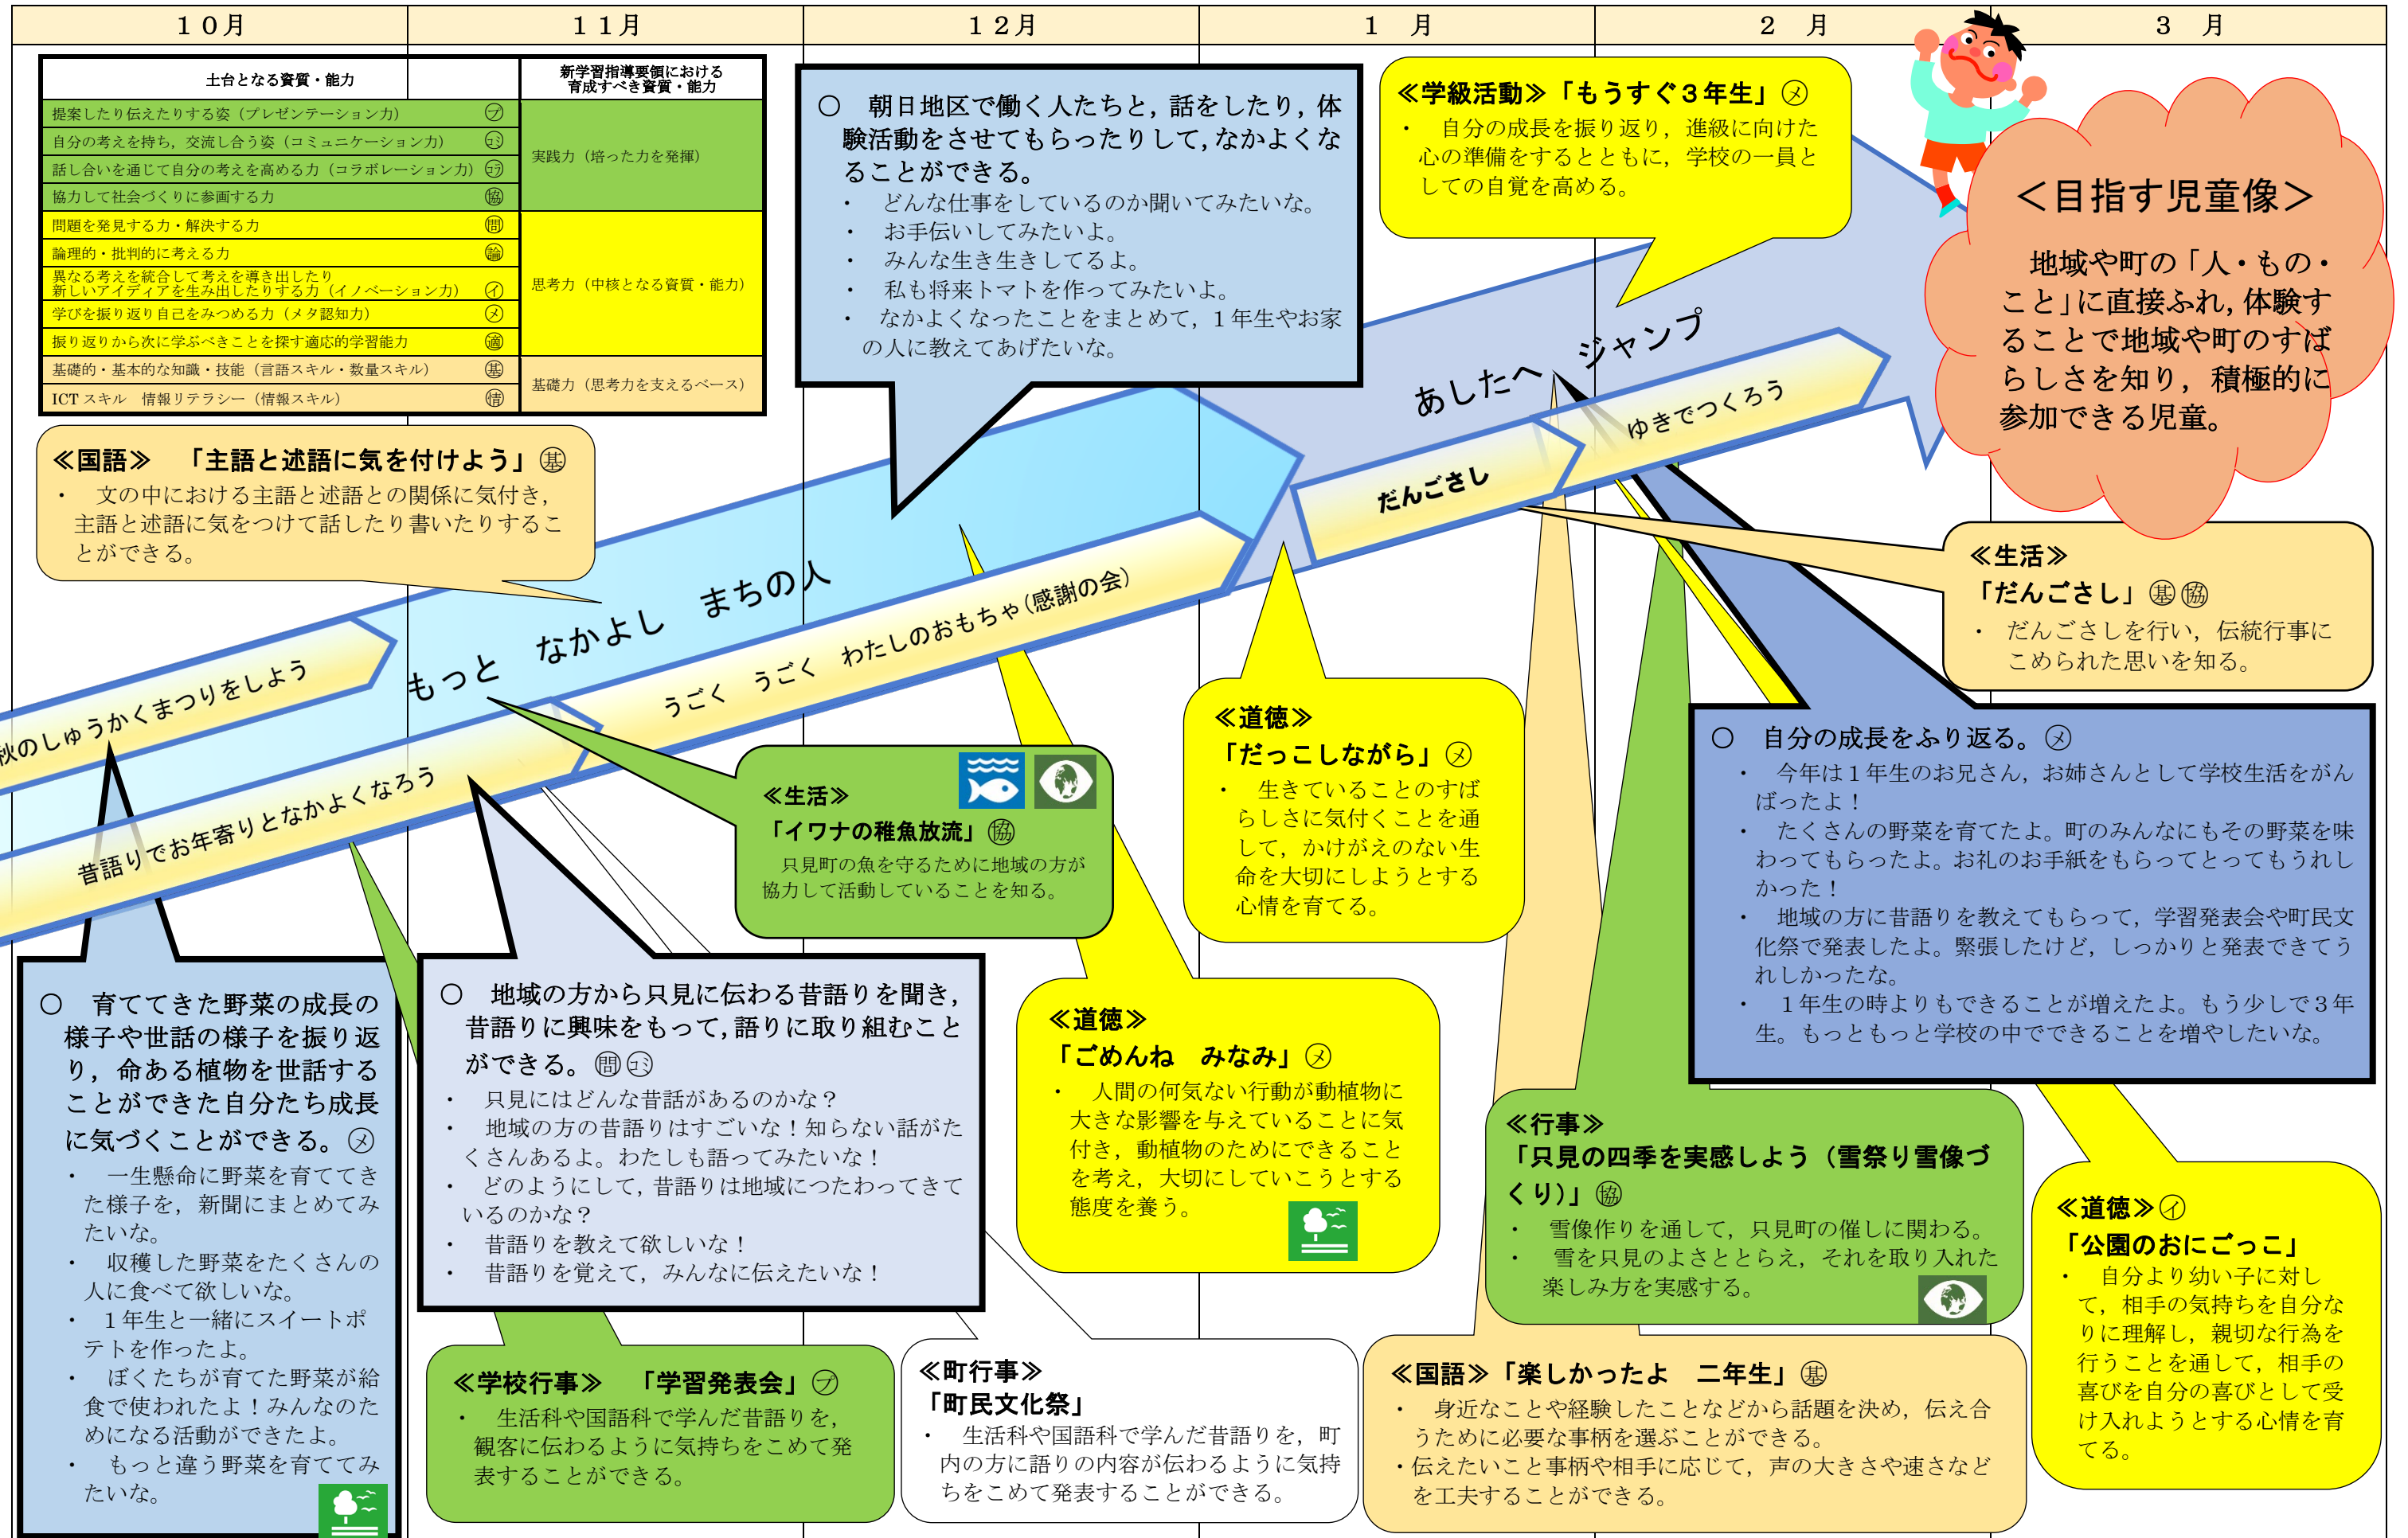 １０月
１１月
１２月
１　月
２　月
３　月
土台となる資質・能力
新学習指導要領における
育成すべき資質・能力
提案したり伝えたりする姿（プレゼンテーション力）　プ
自分の考えを持ち，交流し合う姿（コミュニケーション力）　コミ
話し合いを通じて自分の考えを高める力（コラボレーション力）　コラ
協力して社会づくりに参画する力　協
実践力（培った力を発揮）
問題を発見する力・解決する力　問
論理的・批判的に考える力　論
異なる考えを統合して考えを導き出したり
新しいアイディアを生み出したりする力（イノベーション力）　イ
学びを振り返り自己をみつめる力（メタ認知力）　メ
振り返りから次に学ぶべきことを探す適応的学習能力　適
思考力（中核となる資質・能力）
基礎的・基本的な知識・技能（言語スキル・数量スキル）　基
ICT スキル　情報リテラシー（情報スキル）　情
基礎力（思考力を支えるベース）
○　朝日地区で働く人たちと，話をしたり，体
験活動をさせてもらったりして，なかよくな
ることができる。
・　どんな仕事をしているのか聞いてみたいな。
・　お手伝いしてみたいよ。
・　みんな生き生きしてるよ。
・　私も将来トマトを作ってみたいよ。
・　なかよくなったことをまとめて，１年生やお家
の人に教えてあげたいな。
≪学級活動≫「もうすぐ３年生」メ
・　自分の成長を振り返り，進級に向けた
心の準備をするとともに，学校の一員と
しての自覚を高める。
＜目指す児童像＞
地域や町の「人・もの・
こと」に直接ふれ，体験す
ることで地域や町のすば
らしさを知り，積極的に
参加できる児童。
≪国語≫　「主語と述語に気を付けよう」基
・　文の中における主語と述語との関係に気付き，
主語と述語に気をつけて話したり書いたりするこ
とができる。
あしたへ　ジャンプ
ゆきでつくろう
だんごさし
もっと　なかよし　まちの人
うごく　うごく　わたしのおもちゃ（感謝の会）
秋のしゅうかくまつりをしよう
昔語りでお年寄りとなかよくなろう
≪生活≫
「だんごさし」基協
・　だんごさしを行い，伝統行事に
こめられた思いを知る。
≪生活≫
「イワナの稚魚放流」協
只見町の魚を守るために地域の方が
協力して活動していることを知る。
≪道徳≫
「だっこしながら」メ
・　生きていることのすば
らしさに気付くことを通
して，かけがえのない生
命を大切にしようとする
心情を育てる。
○　自分の成長をふり返る。メ
・　今年は１年生のお兄さん，お姉さんとして学校生活をがん
ばったよ！
・　たくさんの野菜を育てたよ。町のみんなにもその野菜を味
わってもらったよ。お礼のお手紙をもらってとってもうれし
かった！
・　地域の方に昔語りを教えてもらって，学習発表会や町民文
化祭で発表したよ。緊張したけど，しっかりと発表できてう
れしかったな。
・　１年生の時よりもできることが増えたよ。もう少しで３年
生。もっともっと学校の中でできることを増やしたいな。
○　育ててきた野菜の成長の
様子や世話の様子を振り返
り，命ある植物を世話する
ことができた自分たち成長
に気づくことができる。メ
・　一生懸命に野菜を育ててき
た様子を，新聞にまとめてみ
たいな。
・　収穫した野菜をたくさんの
人に食べて欲しいな。
・　１年生と一緒にスイートポ
テトを作ったよ。
・　ぼくたちが育てた野菜が給
食で使われたよ！みんなのた
めになる活動ができたよ。
・　もっと違う野菜を育ててみ
たいな。
○　地域の方から只見に伝わる昔語りを聞き，
昔語りに興味をもって，語りに取り組むこと
ができる。問コミ
・　只見にはどんな昔話があるのかな？
・　地域の方の昔語りはすごいな！知らない話がた
くさんあるよ。わたしも語ってみたいな！
・　どのようにして，昔語りは地域につたわってきて
いるのかな？
・　昔語りを教えて欲しいな！
・　昔語りを覚えて，みんなに伝えたいな！
≪道徳≫
「ごめんね　みなみ」メ
・　人間の何気ない行動が動植物に
大きな影響を与えていることに気
付き，動植物のためにできること
を考え，大切にしていこうとする
態度を養う。
≪行事≫
「只見の四季を実感しよう（雪祭り雪像づ
くり）」協
・　雪像作りを通して，只見町の催しに関わる。
・　雪を只見のよさととらえ，それを取り入れた
楽しみ方を実感する。
≪道徳≫イ
「公園のおにごっこ」
・　自分より幼い子に対し
て，相手の気持ちを自分な
りに理解し，親切な行為を
行うことを通して，相手の
喜びを自分の喜びとして受
け入れようとする心情を育
てる。
≪学校行事≫　「学習発表会」プ
・　生活科や国語科で学んだ昔語りを，
観客に伝わるように気持ちをこめて発
表することができる。
≪町行事≫
「町民文化祭」
・　生活科や国語科で学んだ昔語りを，町
内の方に語りの内容が伝わるように気持
ちをこめて発表することができる。
≪国語≫「楽しかったよ　二年生」基
・　身近なことや経験したことなどから話題を決め，伝え合
うために必要な事柄を選ぶことができる。
・伝えたいこと事柄や相手に応じて，声の大きさや速さなど
を工夫することができる。